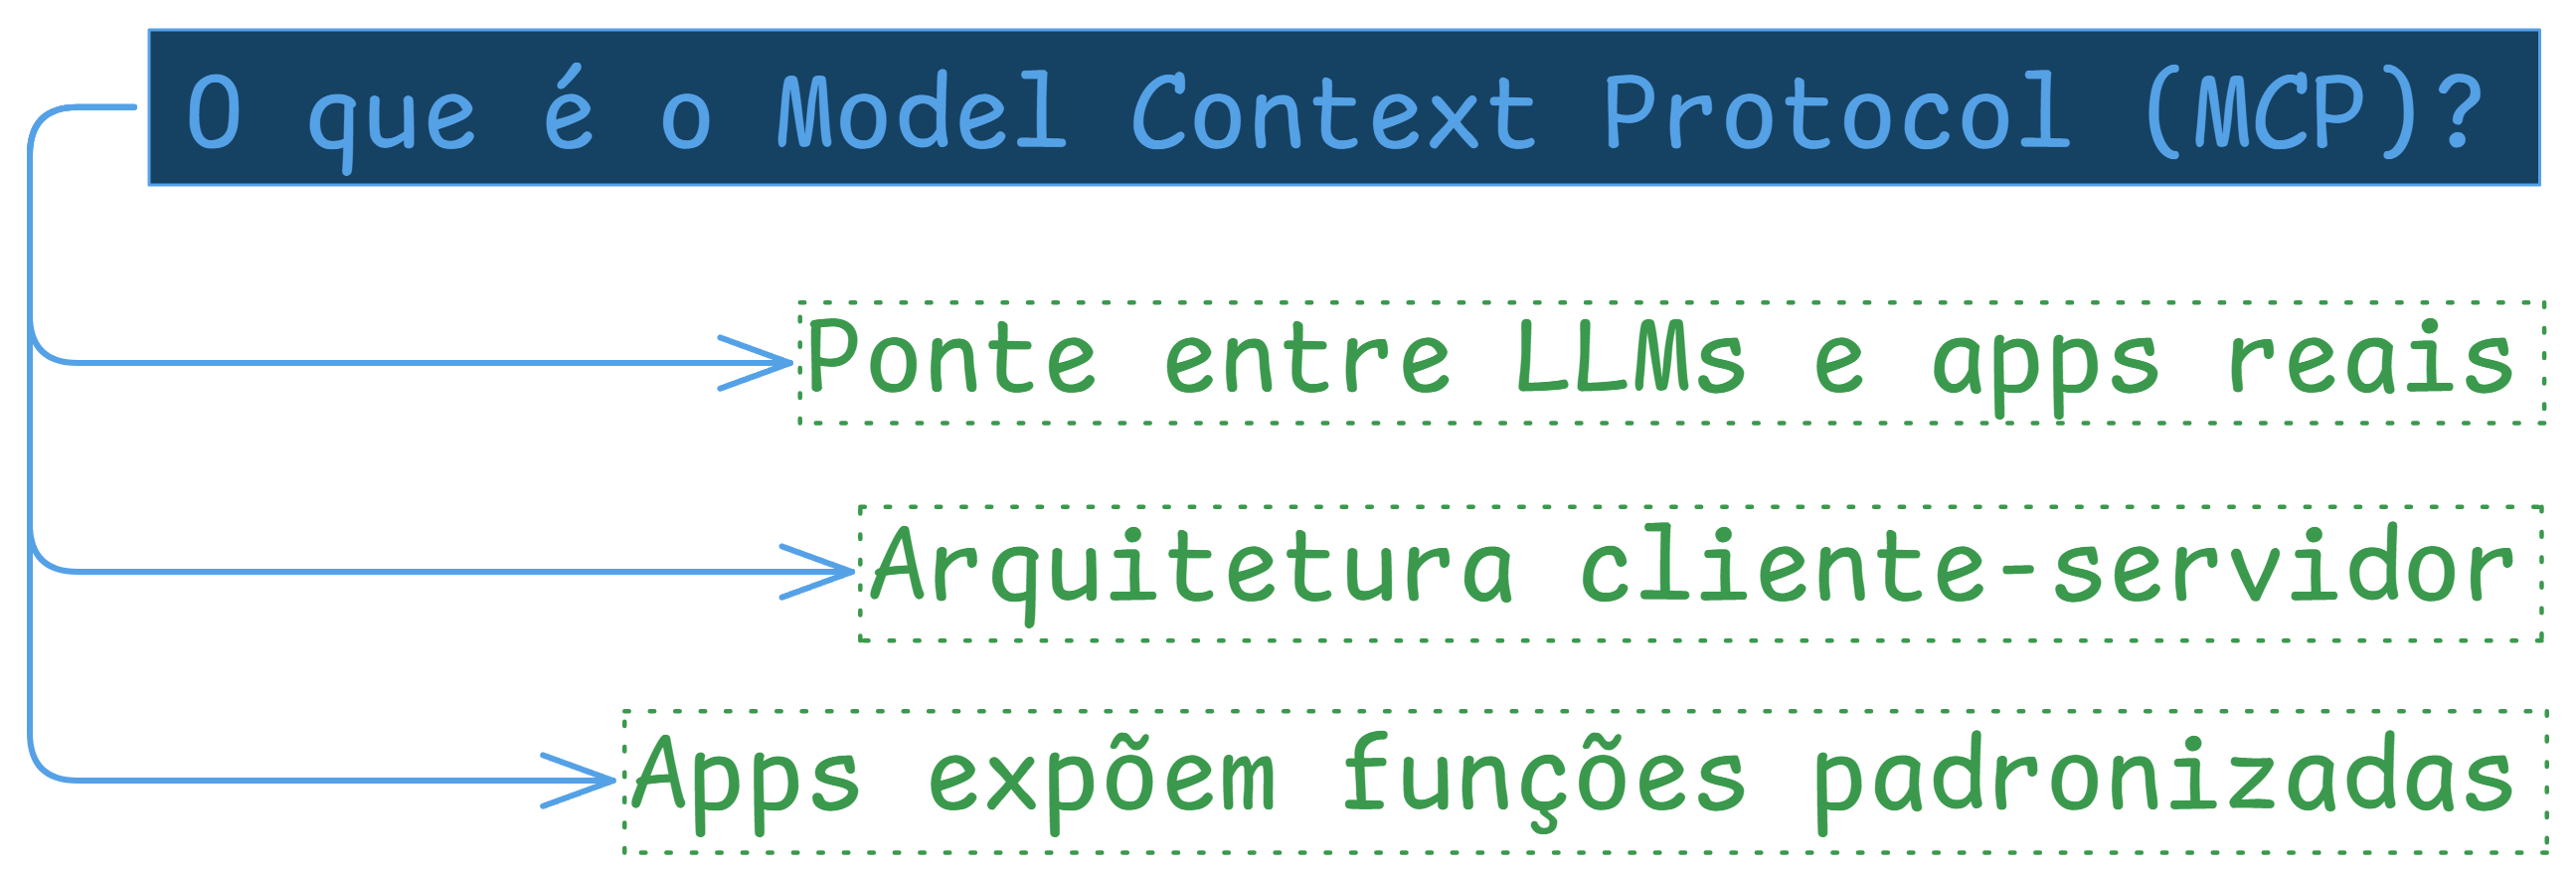 O que é o Model Context Protocol (MCP)?
Ponte entre LLMs e apps reais
Arquitetura cliente-servidor
Apps expõem funções padronizadas